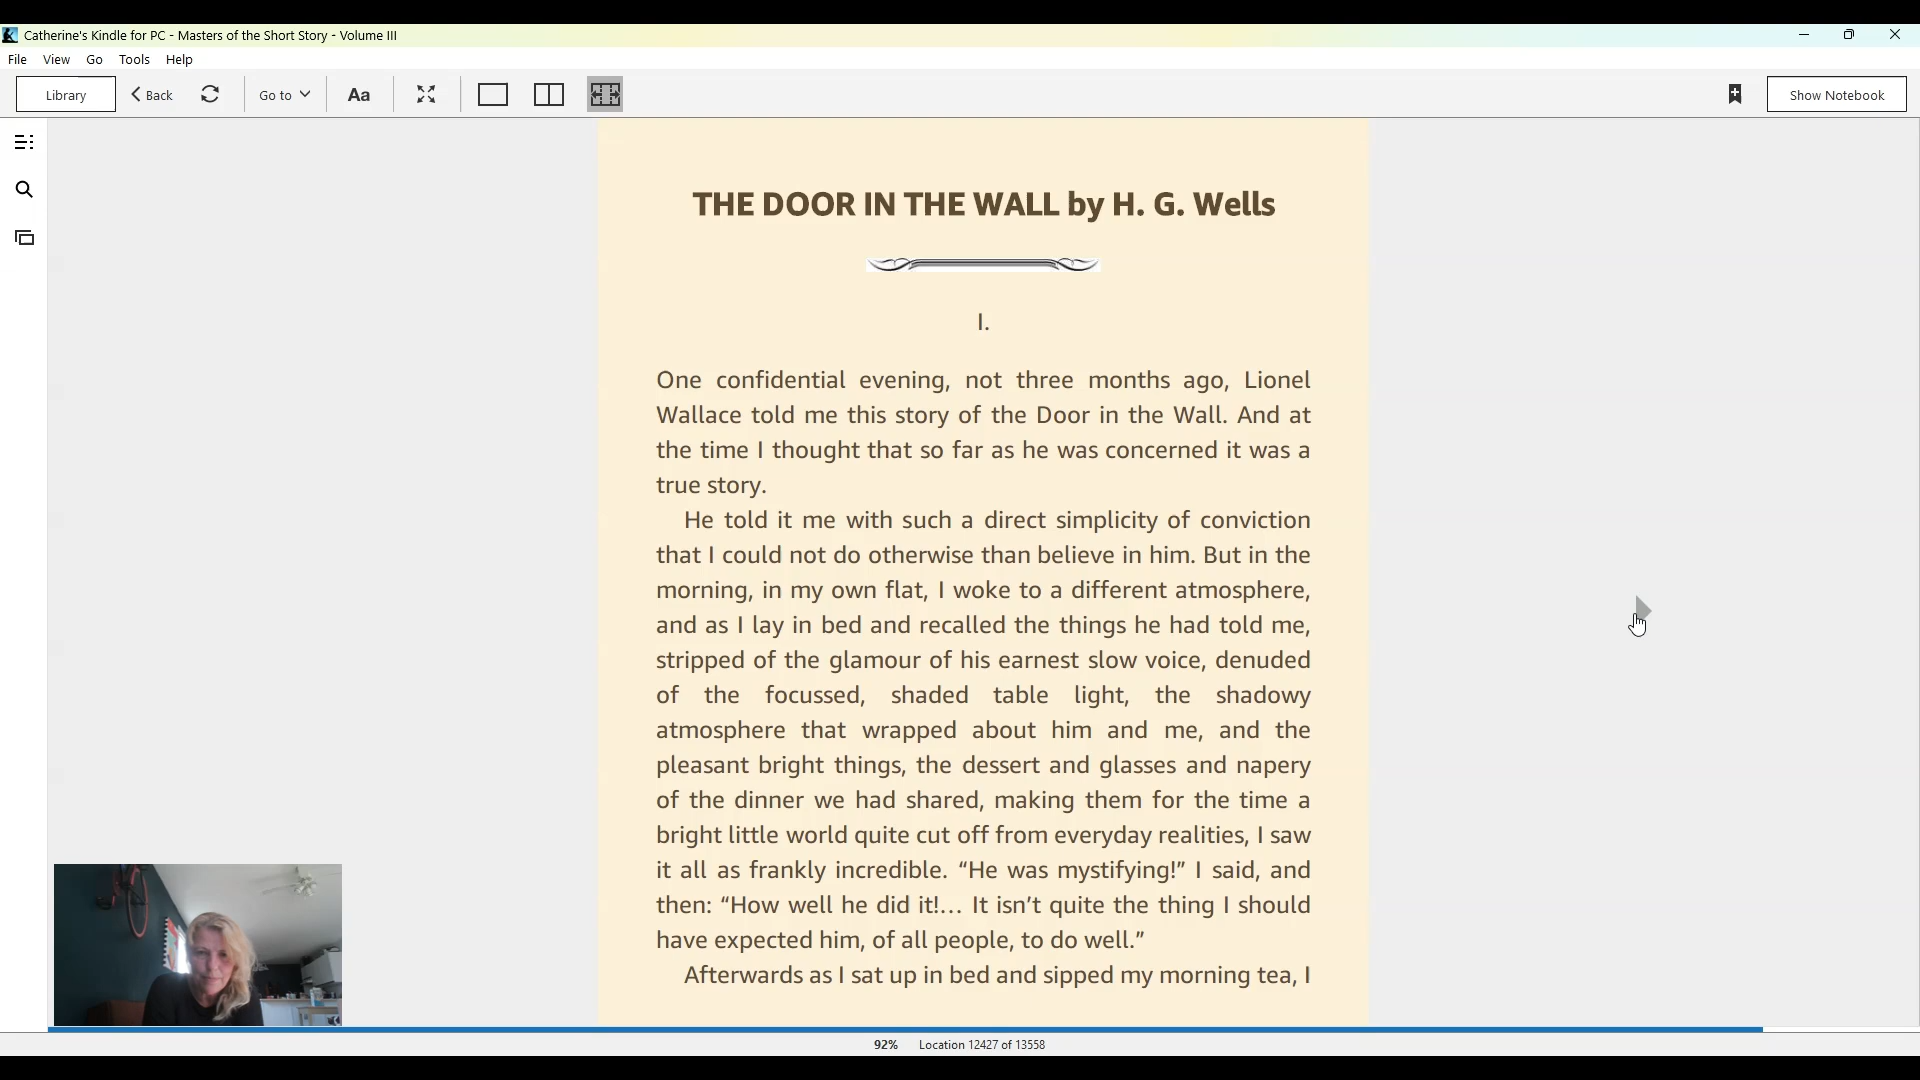 Catherine's Kindle for PC - Masters of the Short Story - Volume III
File View Go Tools Help
Library Back Go to Aa Show Notebook
THE DOOR IN THE WALL by H. G. Wells
I.
One confidential evening, not three months ago, Lionel
Wallace told me this story of the Door in the Wall. And at
the time I thought that so far as he was concerned it was a
true story.
He told it me with such a direct simplicity of conviction
that I could not do otherwise than believe in him. But in the
morning, in my own flat, I woke to a different atmosphere,
and as I lay in bed and recalled the things he had told me,
stripped of the glamour of his earnest slow voice, denuded
of the focussed, shaded table light, the shadowy
atmosphere that wrapped about him and me, and the
pleasant bright things, the dessert and glasses and napery
of the dinner we had shared, making them for the time a
bright little world quite cut off from everyday realities, I saw
it all as frankly incredible. “He was mystifying!” I said, and
then: “How well he did it!… It isn’t quite the thing I should
have expected him, of all people, to do well.”
Afterwards as I sat up in bed and sipped my morning tea, I
92% Location 12427 of 13558